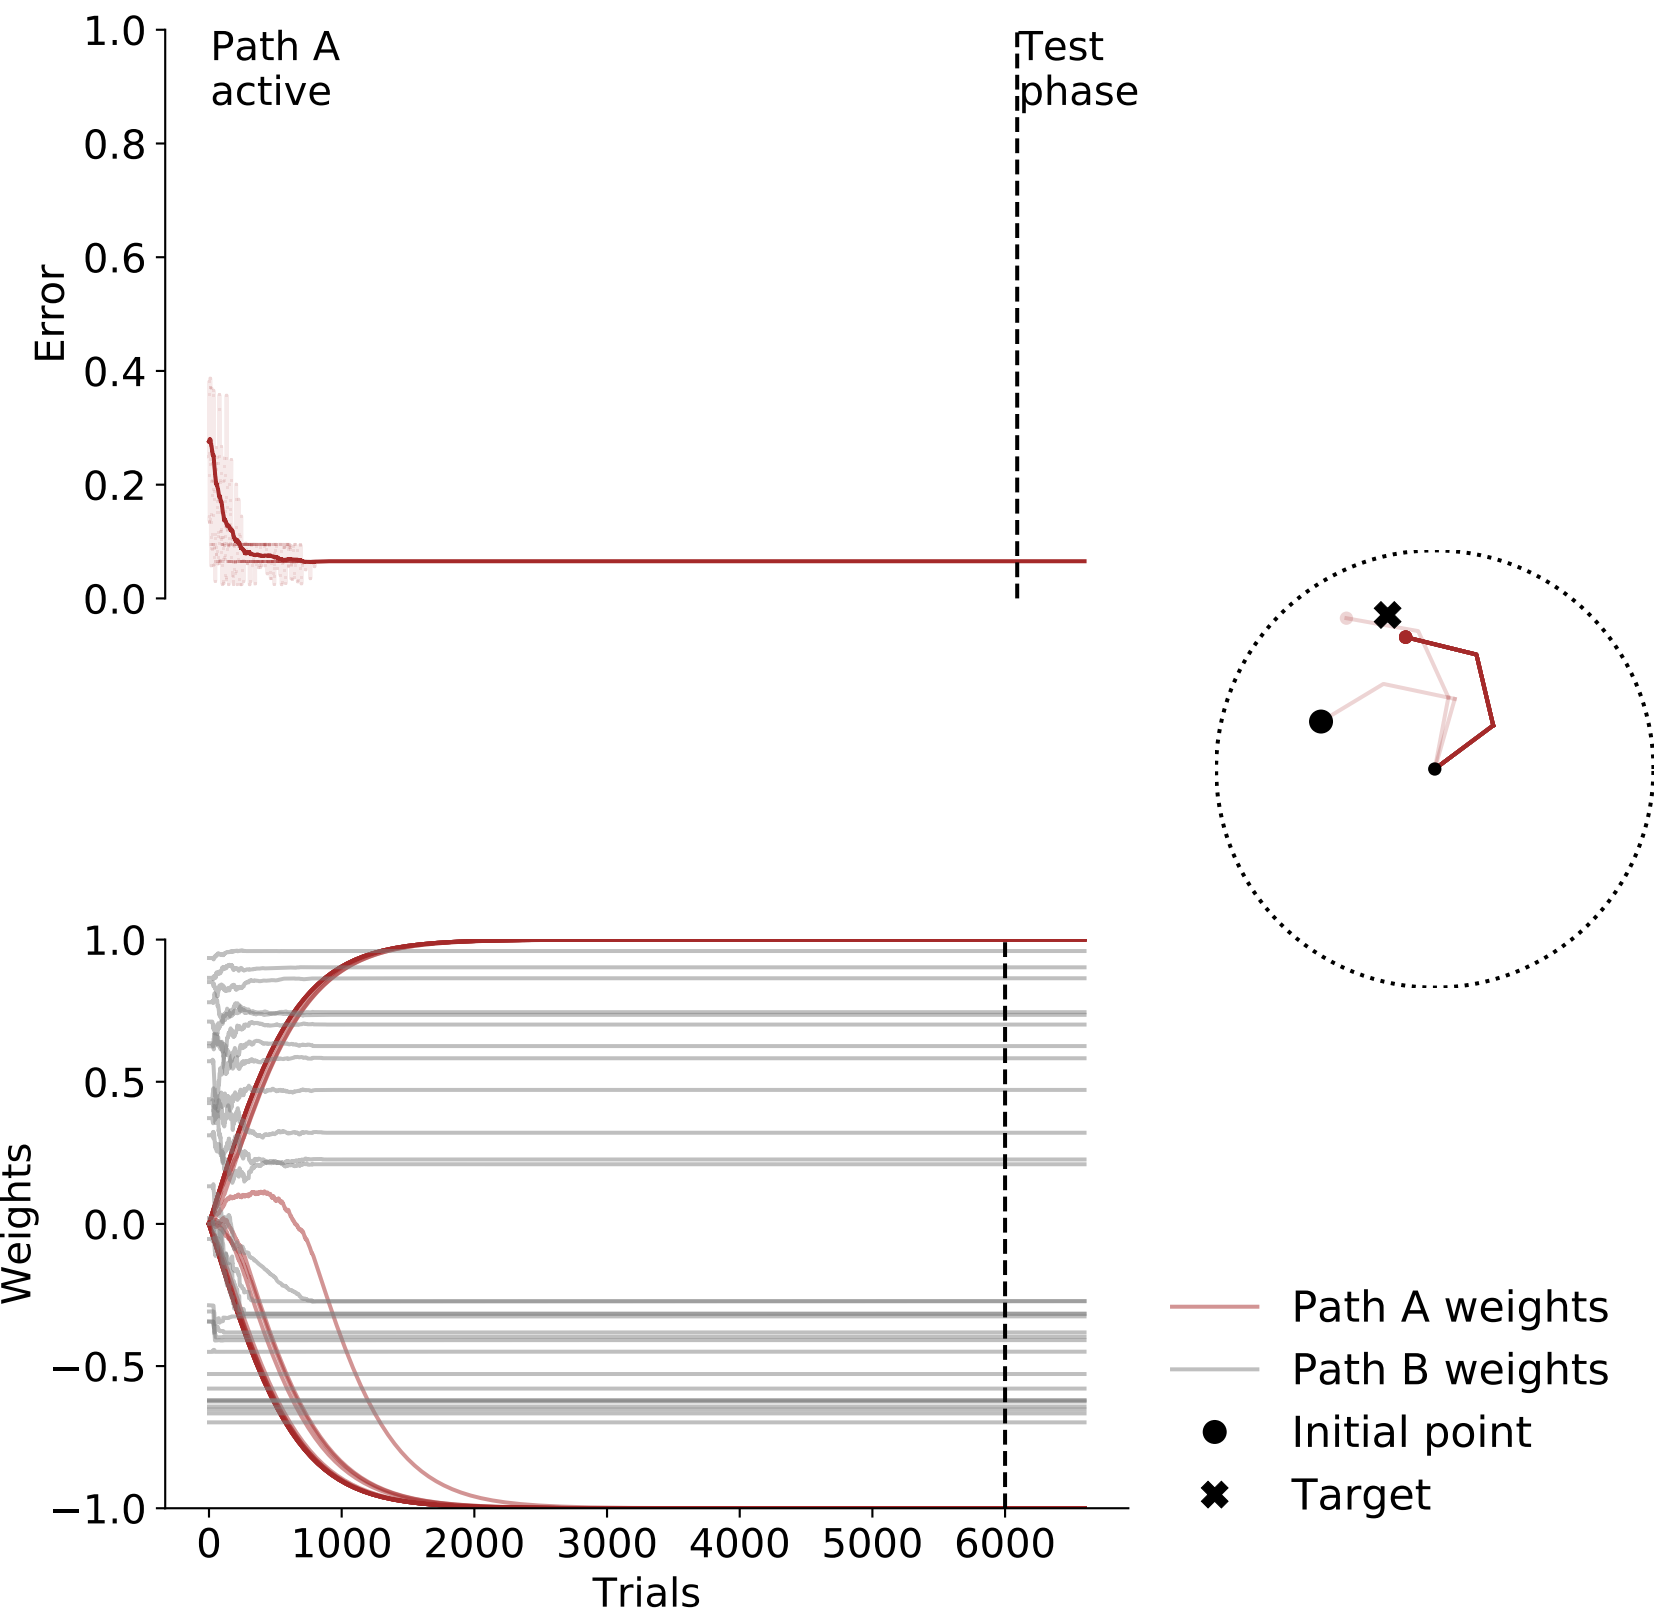 1.0
0.8
0.6
0.4
0.2
0.0
Error
Path A
active
Test
phase
1.0
0.5
0.0
−0.5
−1.0
Weights
0
1000
2000
3000
4000
5000
6000
Trials
Path A weights
Path B weights
Initial point
Target